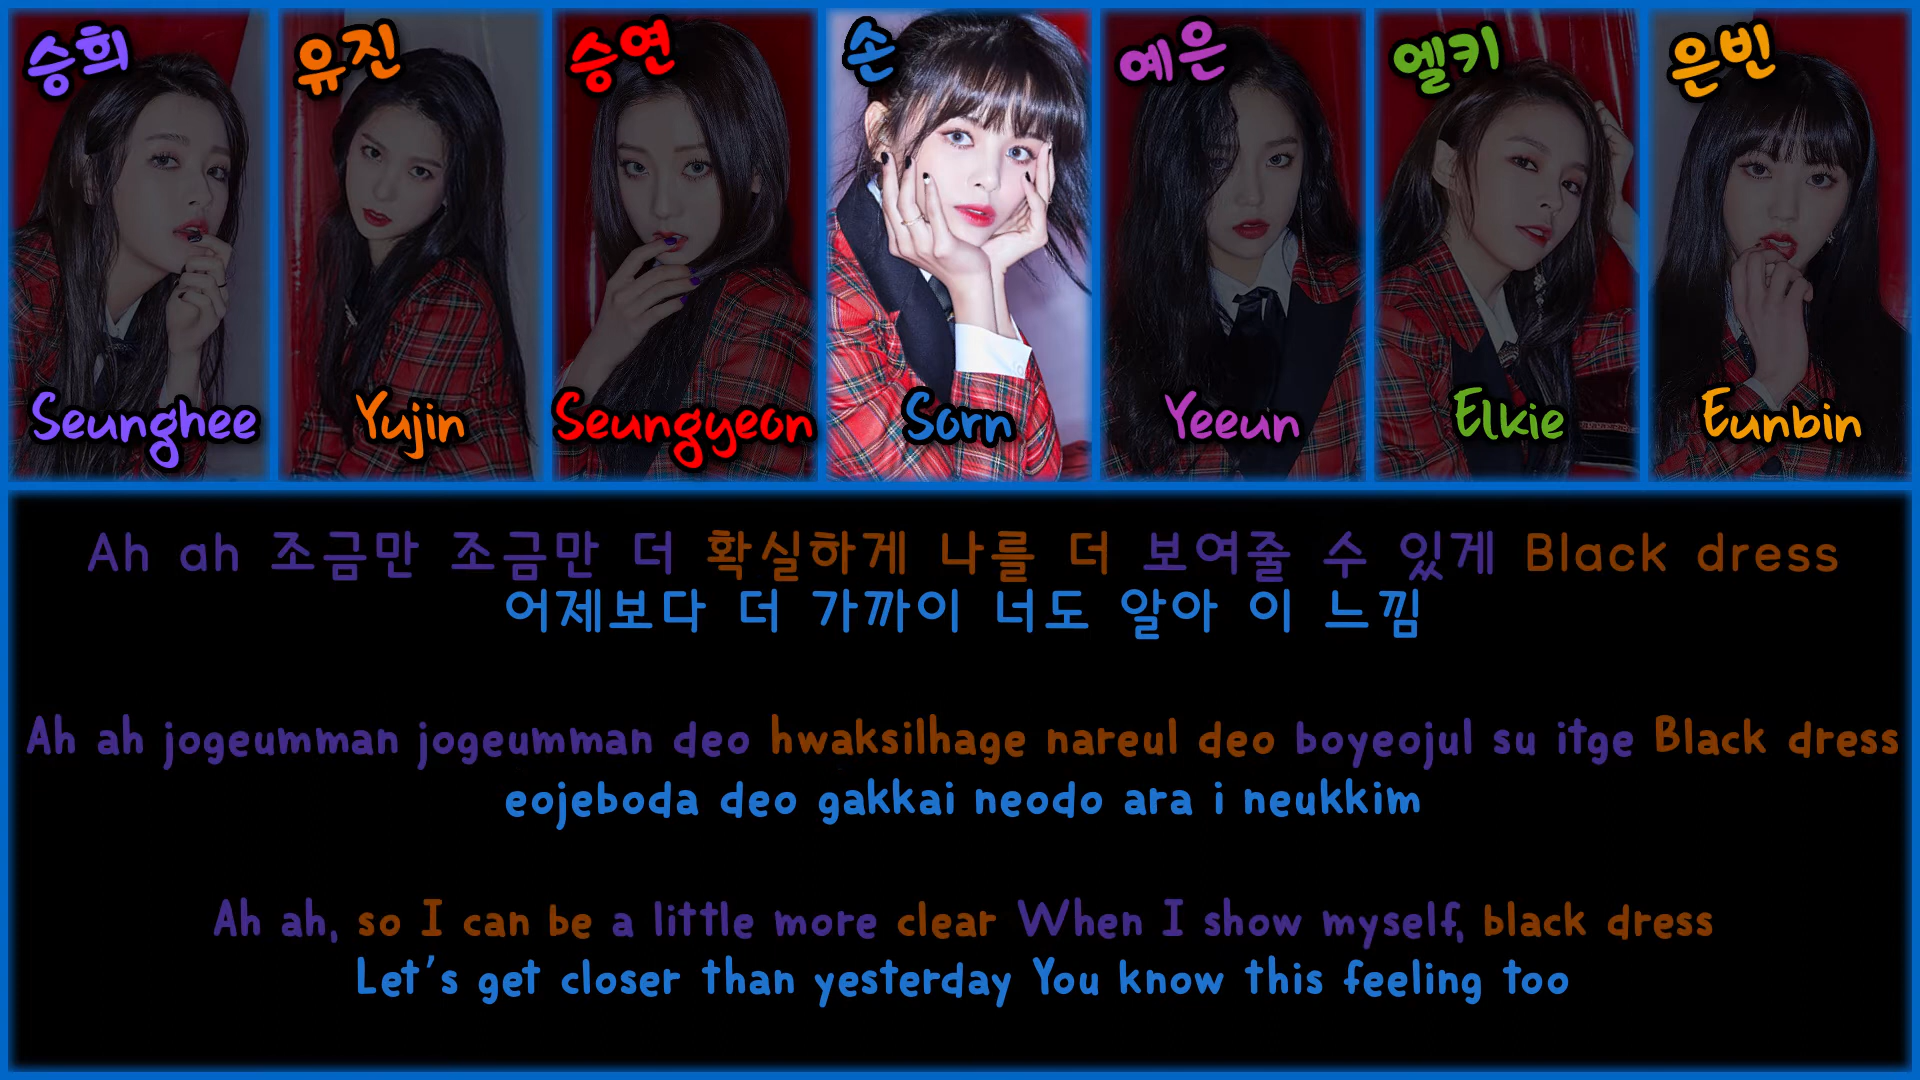 승희 유진 승연 손 예은 엘키 은빈
Seunghee Yujin Seungyeon Sorn Yeeun Elkie Eunbin
Ah ah 조금만 조금만 더 확실하게 나를 더 보여줄 수 있게 Black dress
어제보다 더 가까이 너도 알아 이 느낌
Ah ah jogeumman jogeumman deo hwaksilhage nareul deo boyeojul su itge Black dress
eojeboda deo gakkai neodo ara i neukkim
Ah ah, so I can be a little more clear When I show myself, black dress
Let's get closer than yesterday You know this feeling too